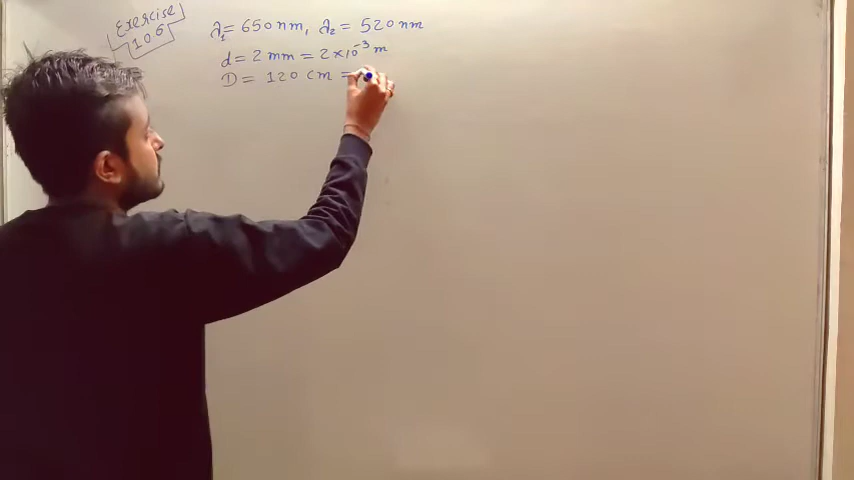 Exercise
10.6
λ₁ = 650 nm, λ₂ = 520 nm
d = 2 mm = 2×10⁻³ m
D = 120 cm =